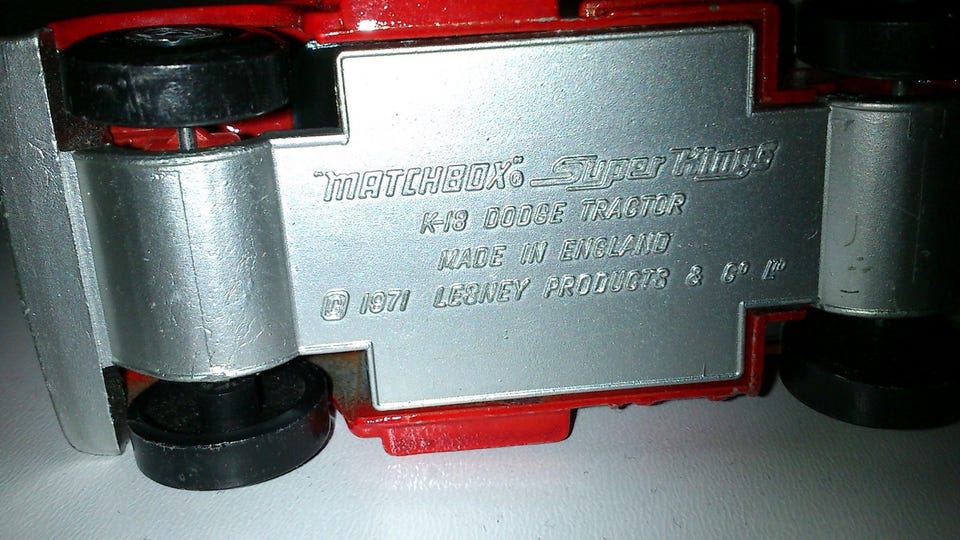 "MATCHBOX"® Super Kings
K-18 DODGE TRACTOR
MADE IN ENGLAND
© 1971 LESNEY PRODUCTS & Cº Lᵀᴰ